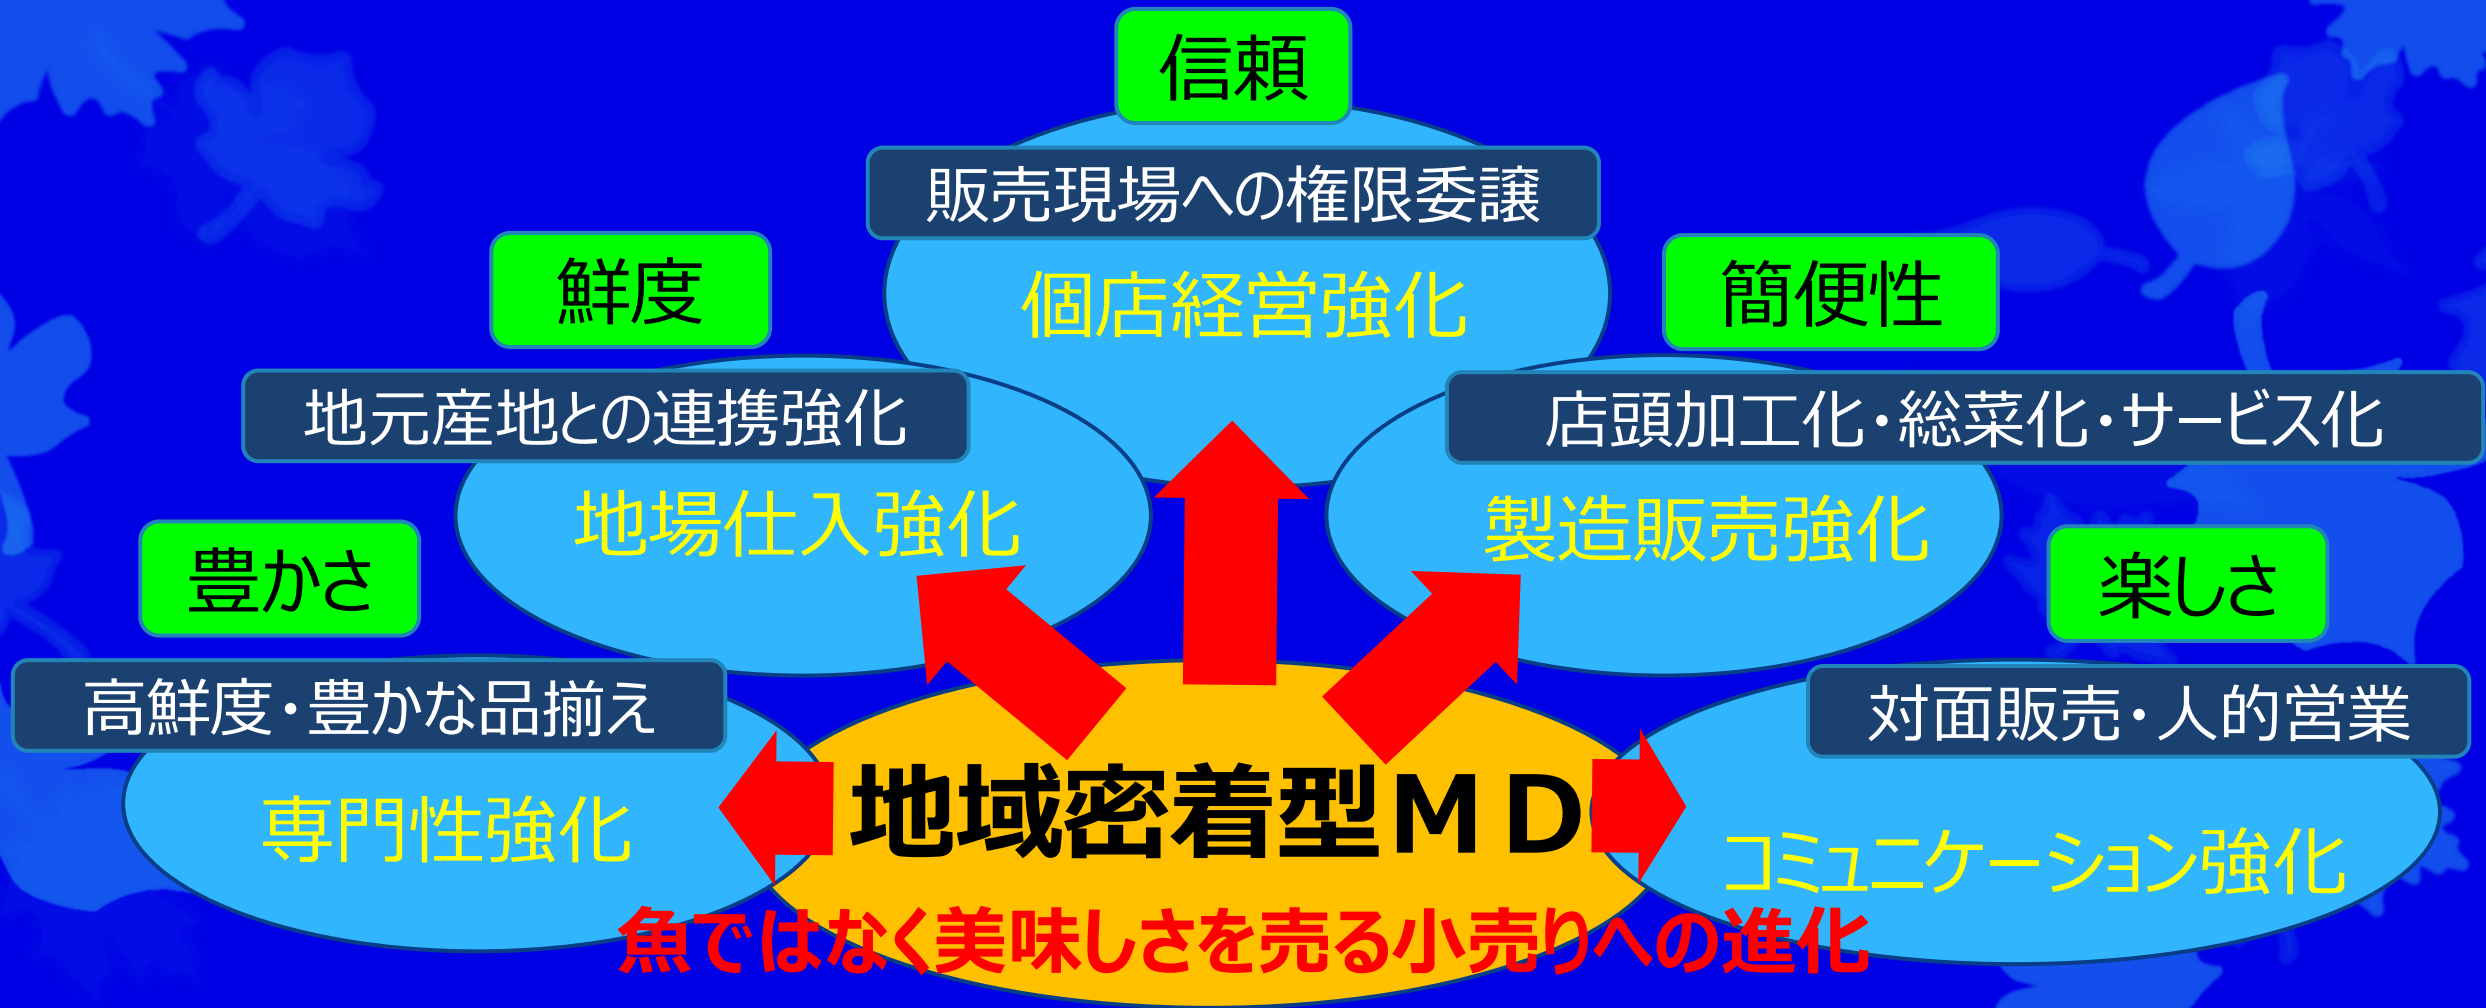 信頼
販売現場への権限委譲
個店経営強化
鮮度
地元産地との連携強化
地場仕入強化
簡便性
店頭加工化・総菜化・サービス化
製造販売強化
豊かさ
高鮮度・豊かな品揃え
専門性強化
楽しさ
対面販売・人的営業
コミュニケーション強化
地域密着型ＭＤ
魚ではなく美味しさを売る小売りへの進化